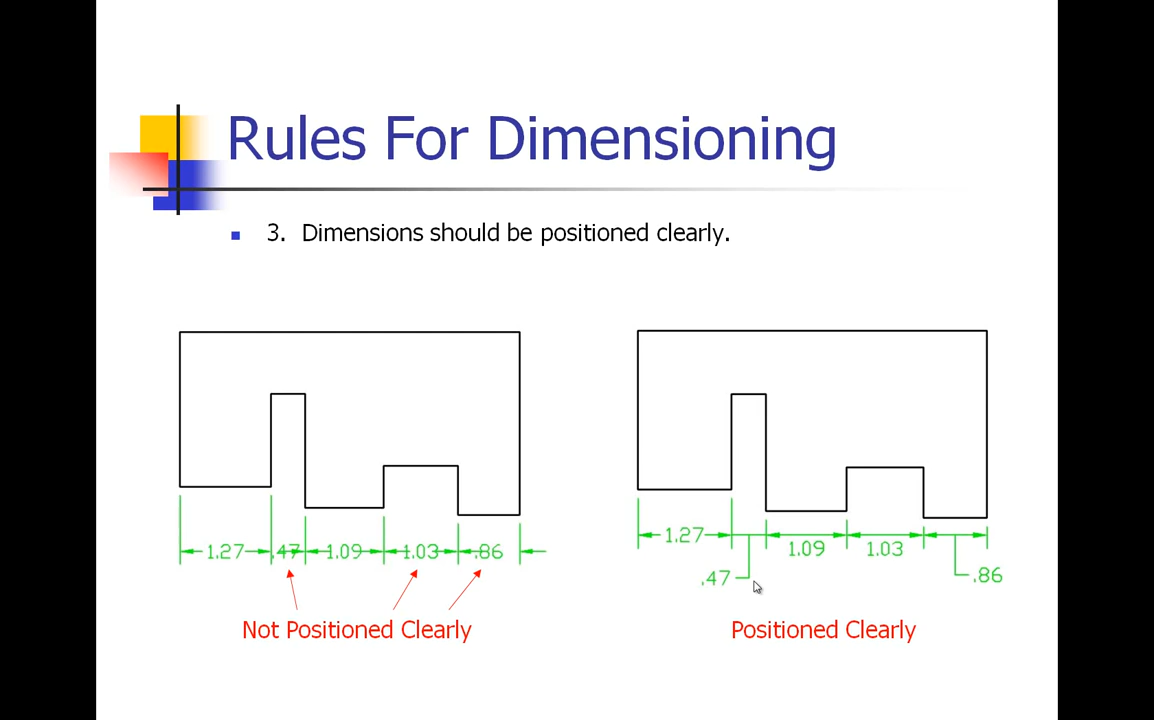 Rules For Dimensioning
3. Dimensions should be positioned clearly.
1.27 .47 1.09 1.03 .86
Not Positioned Clearly
1.27 1.09 1.03
.47 .86
Positioned Clearly